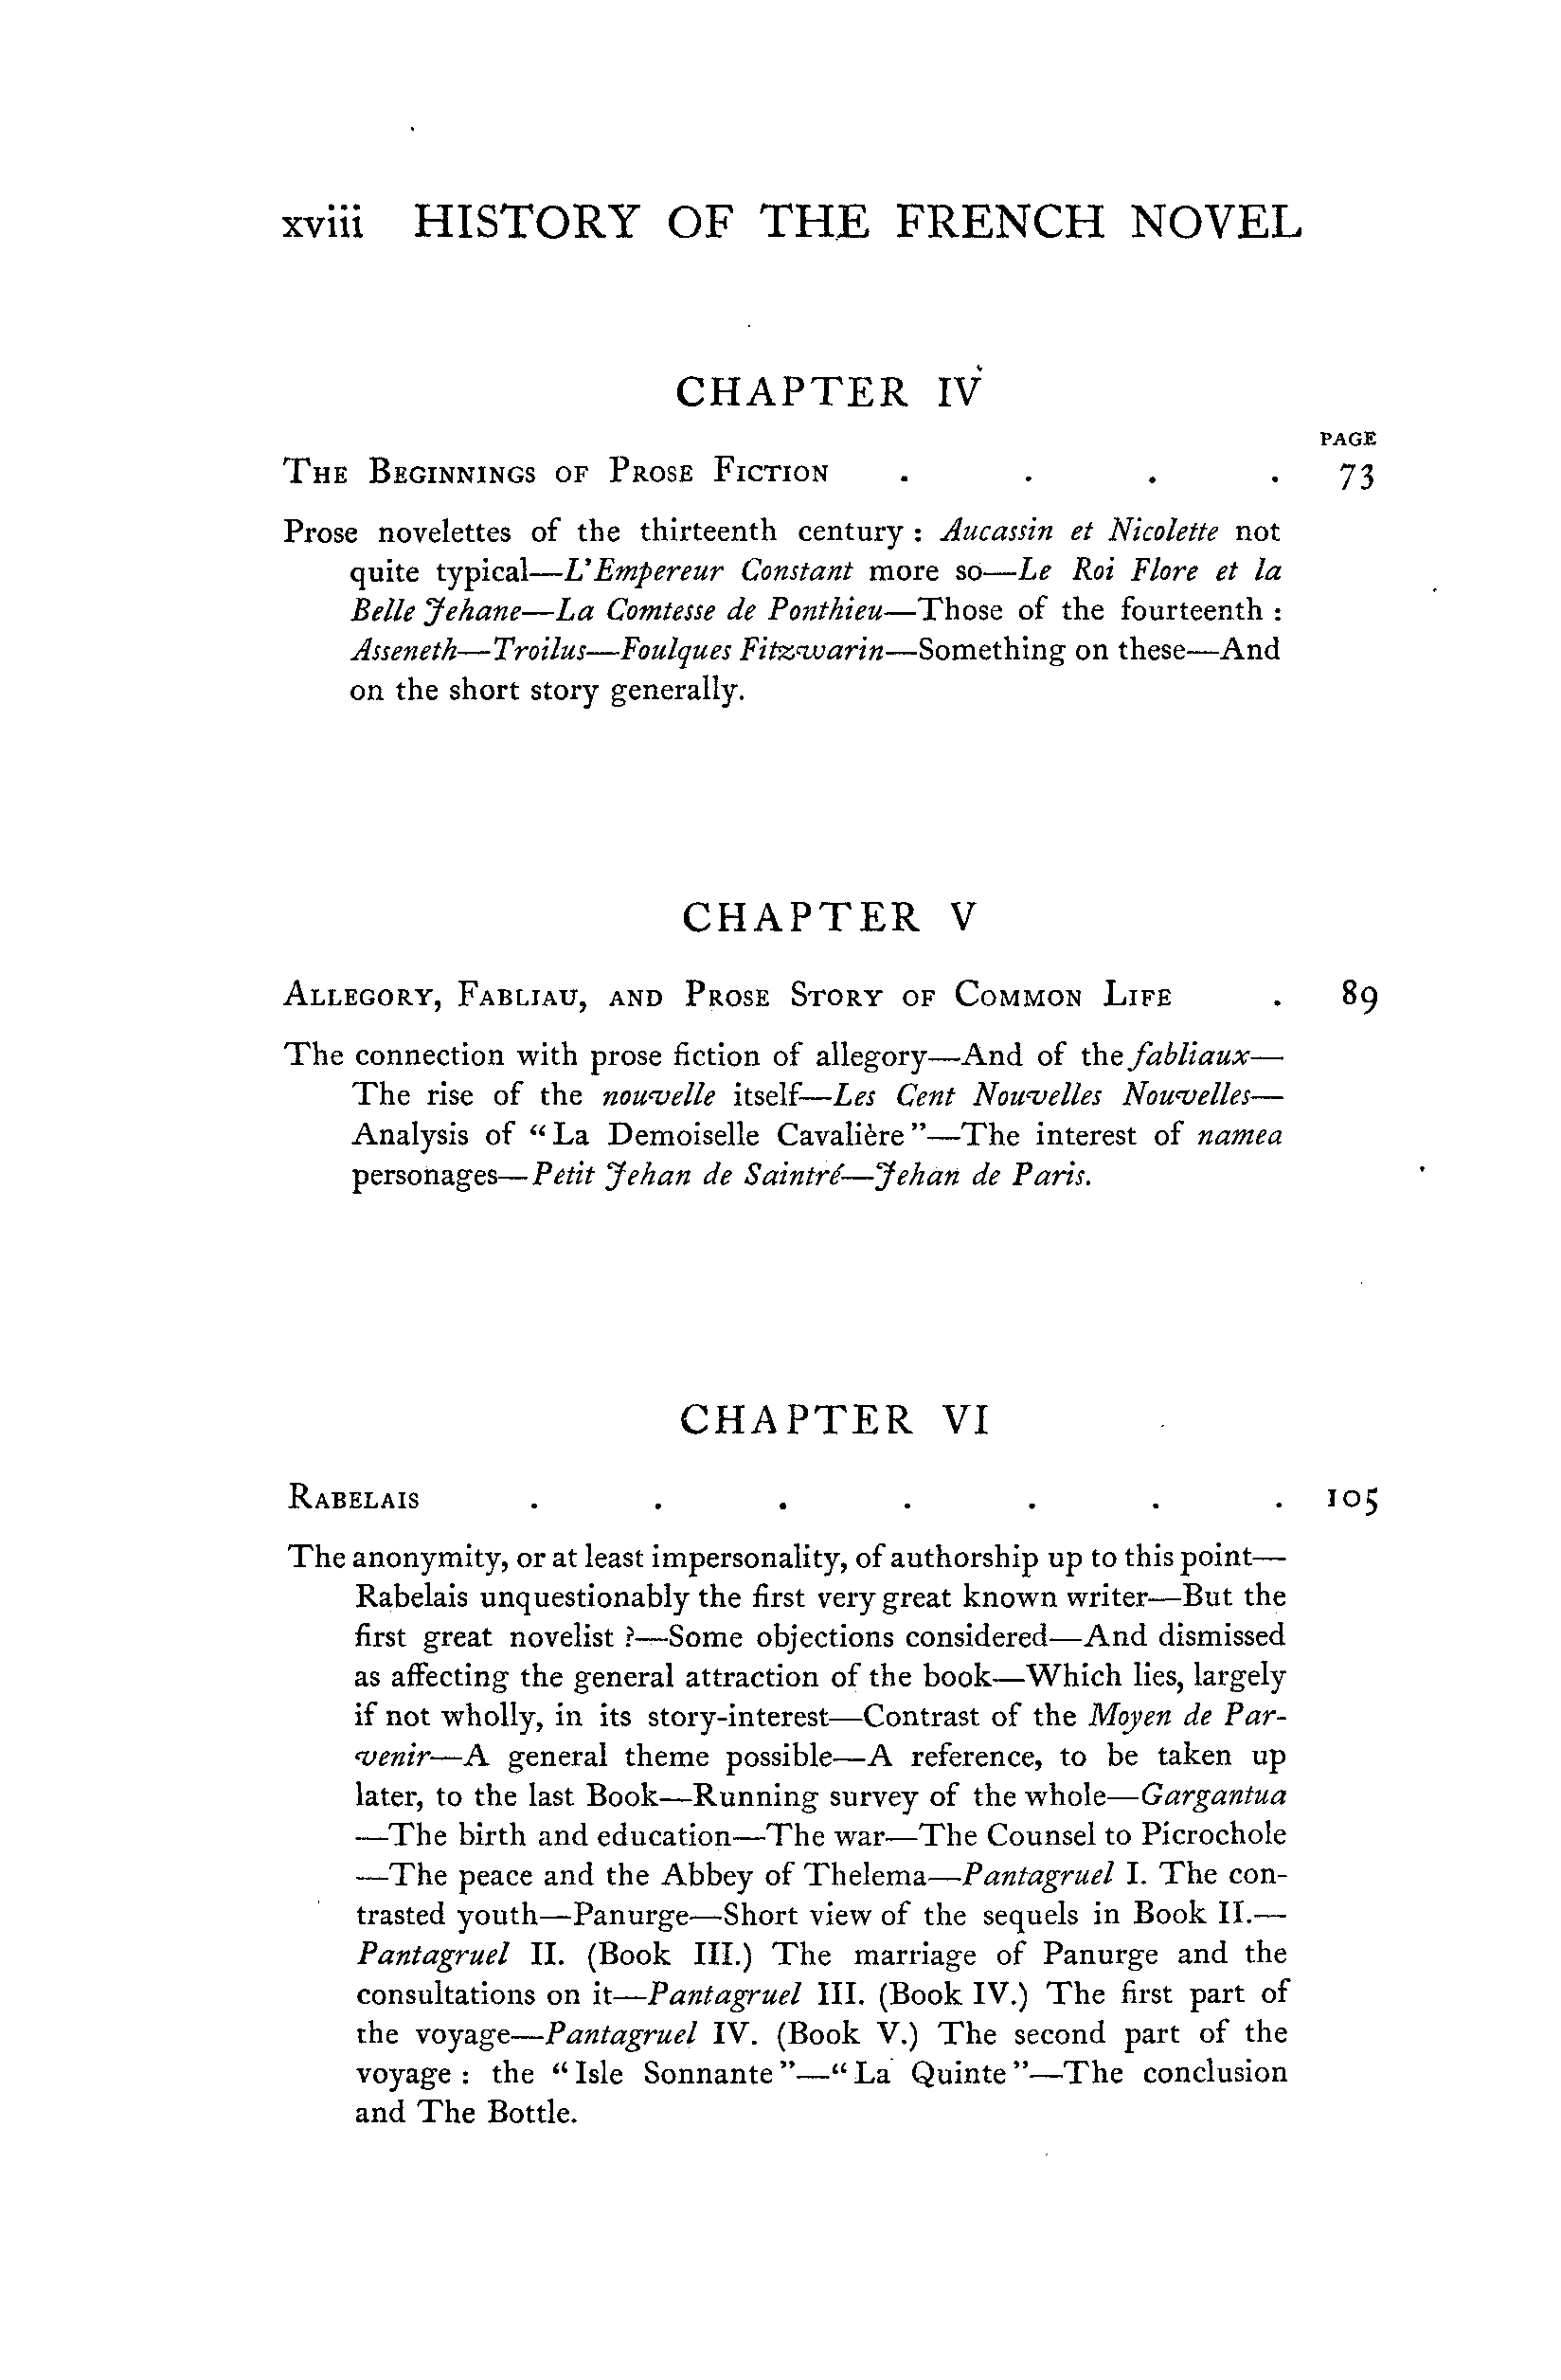 xviii HISTORY OF THE FRENCH NOVEL
CHAPTER IV
PAGE
THE BEGINNINGS OF PROSE FICTION . . . . 73
Prose novelettes of the thirteenth century : Aucassin et Nicolette not
quite typical—L'Empereur Constant more so—Le Roi Flore et la
Belle Jehane—La Comtesse de Ponthieu—Those of the fourteenth :
Asseneth—Troilus—Foulques Fitzwarin—Something on these—And
on the short story generally.
CHAPTER V
ALLEGORY, FABLIAU, AND PROSE STORY OF COMMON LIFE . 89
The connection with prose fiction of allegory—And of the fabliaux—
The rise of the nouvelle itself—Les Cent Nouvelles Nouvelles—
Analysis of "La Demoiselle Cavalière"—The interest of namea
personages—Petit Jehan de Saintré—Jehan de Paris.
CHAPTER VI
RABELAIS . . . . . . . 105
The anonymity, or at least impersonality, of authorship up to this point—
Rabelais unquestionably the first very great known writer—But the
first great novelist ?—Some objections considered—And dismissed
as affecting the general attraction of the book—Which lies, largely
if not wholly, in its story-interest—Contrast of the Moyen de Par-
venir—A general theme possible—A reference, to be taken up
later, to the last Book—Running survey of the whole—Gargantua
—The birth and education—The war—The Counsel to Picrochole
—The peace and the Abbey of Thelema—Pantagruel I. The con-
trasted youth—Panurge—Short view of the sequels in Book II.—
Pantagruel II. (Book III.) The marriage of Panurge and the
consultations on it—Pantagruel III. (Book IV.) The first part of
the voyage—Pantagruel IV. (Book V.) The second part of the
voyage : the "Isle Sonnante"—"La Quinte"—The conclusion
and The Bottle.